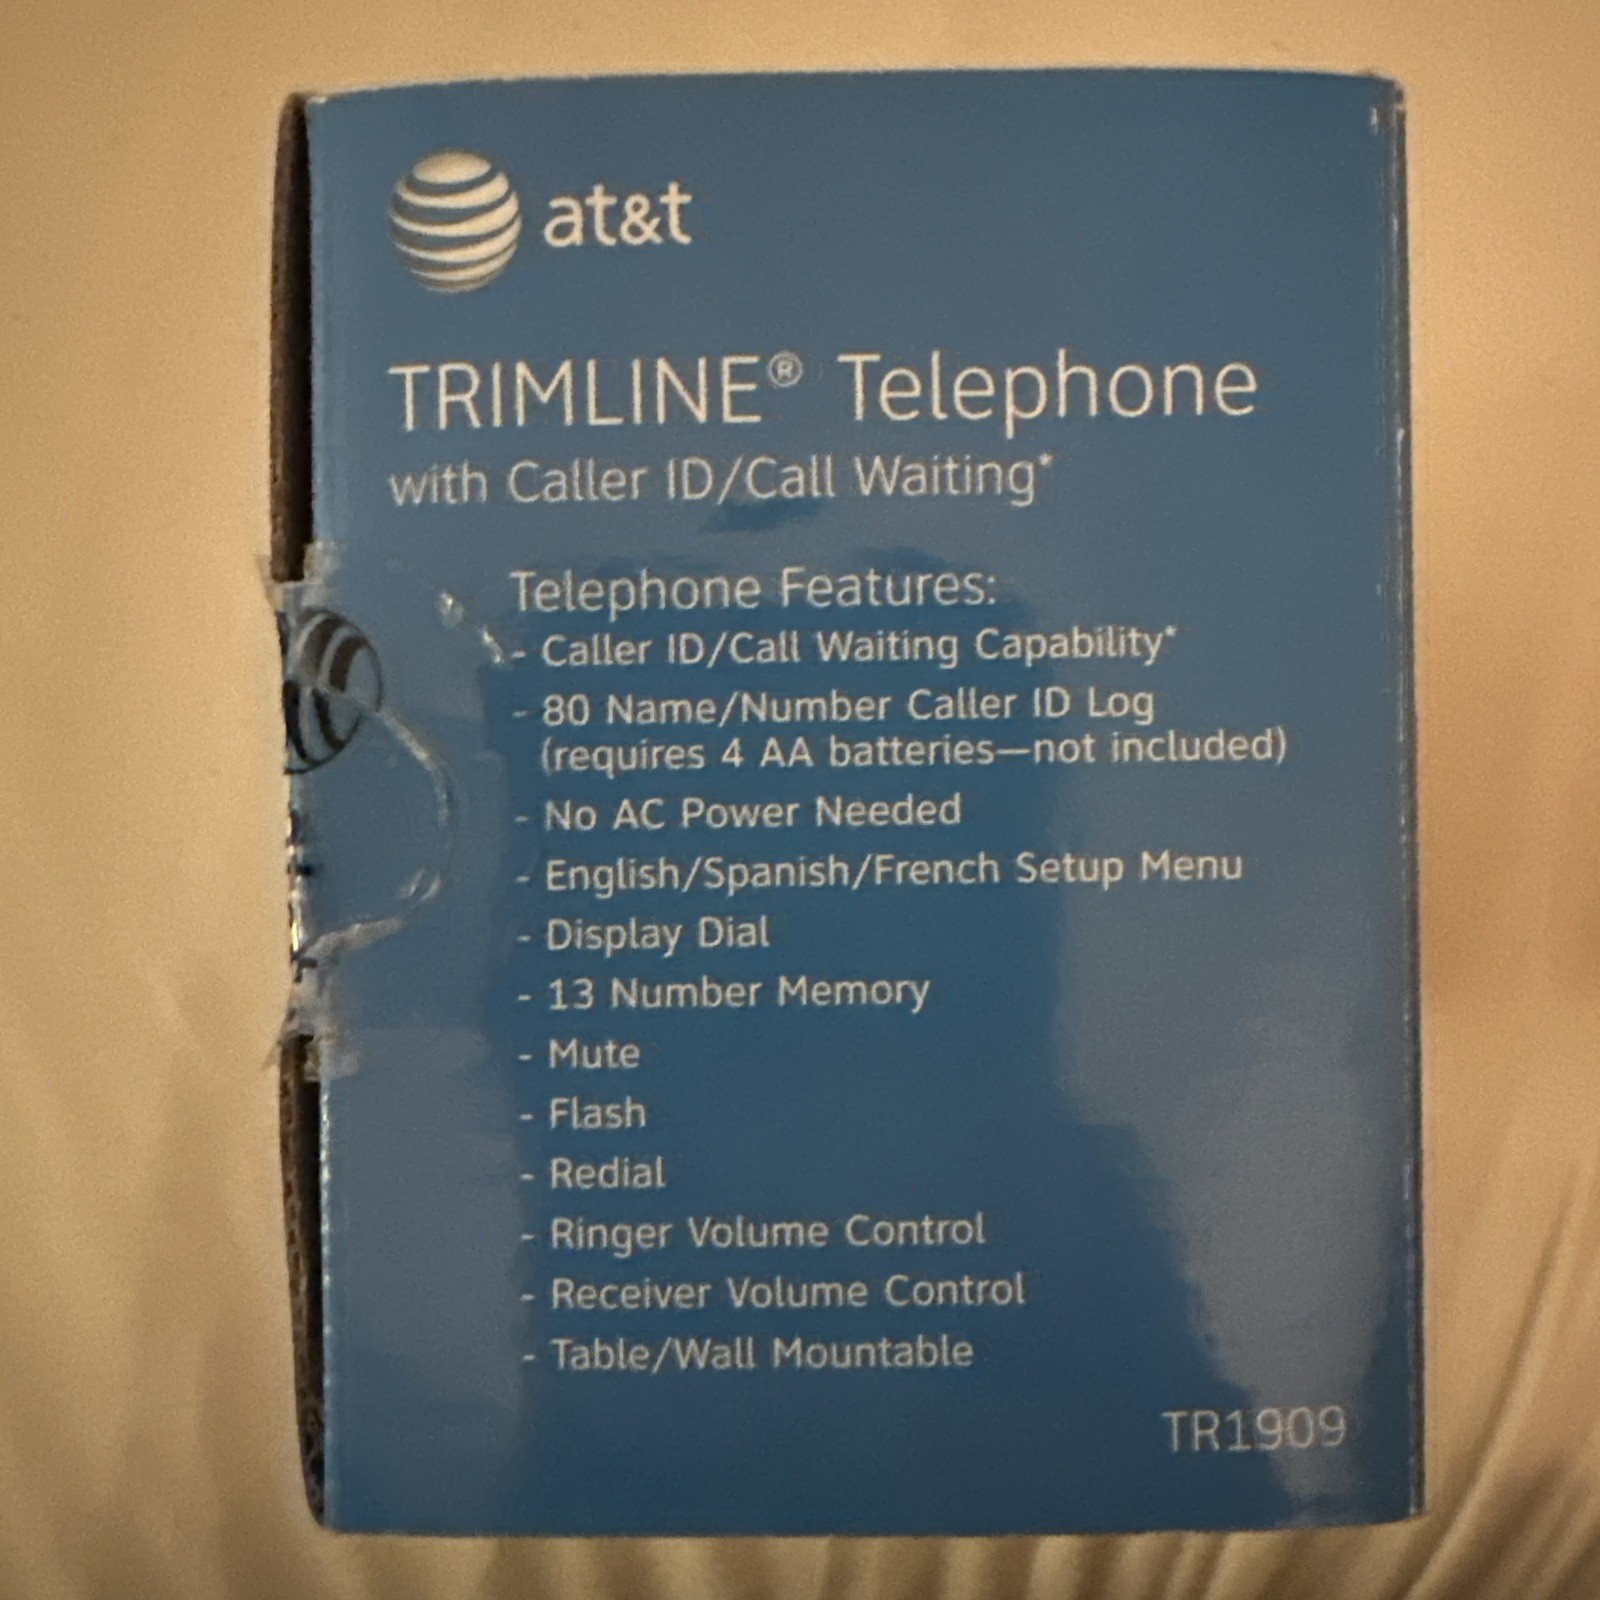 at&t
TRIMLINE® Telephone
with Caller ID/Call Waiting*
Telephone Features:
- Caller ID/Call Waiting Capability*
- 80 Name/Number Caller ID Log
(requires 4 AA batteries—not included)
- No AC Power Needed
- English/Spanish/French Setup Menu
- Display Dial
- 13 Number Memory
- Mute
- Flash
- Redial
- Ringer Volume Control
- Receiver Volume Control
- Table/Wall Mountable
TR1909